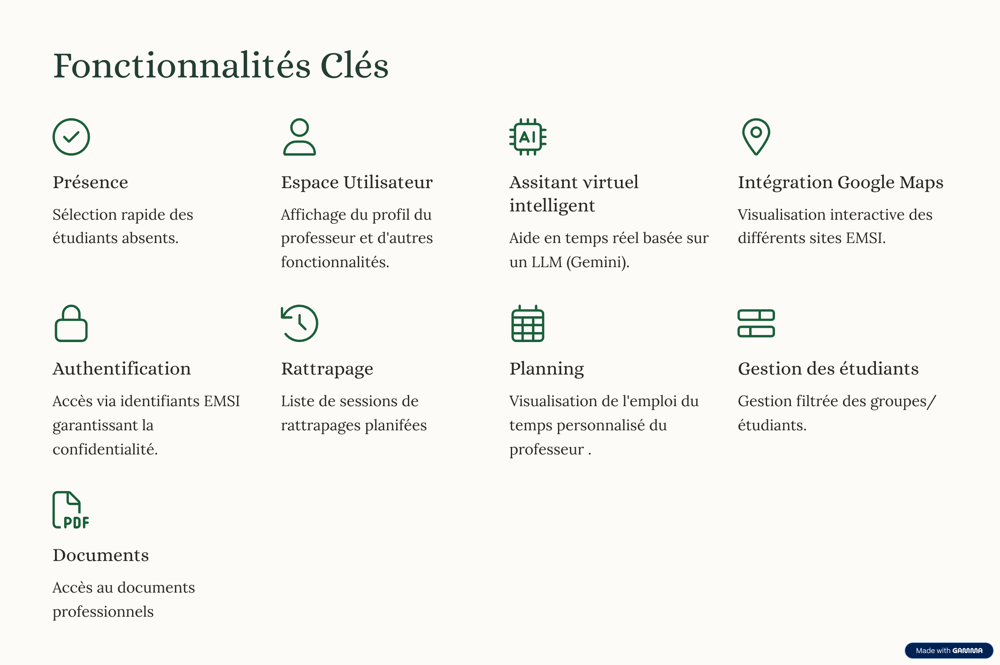 Fonctionnalités Clés
Présence
Sélection rapide des
étudiants absents.
Espace Utilisateur
Affichage du profil du
professeur et d'autres
fonctionnalités.
AI
Assitant virtuel
intelligent
Aide en temps réel basée sur
un LLM (Gemini).
Intégration Google Maps
Visualisation interactive des
différents sites EMSI.
Authentification
Accès via identifiants EMSI
garantissant la
confidentialité.
Rattrapage
Liste de sessions de
rattrapages planifées
Planning
Visualisation de l'emploi du
temps personnalisé du
professeur .
Gestion des étudiants
Gestion filtrée des groupes/
étudiants.
PDF
Documents
Accès au documents
professionnels
Made with GAMMA